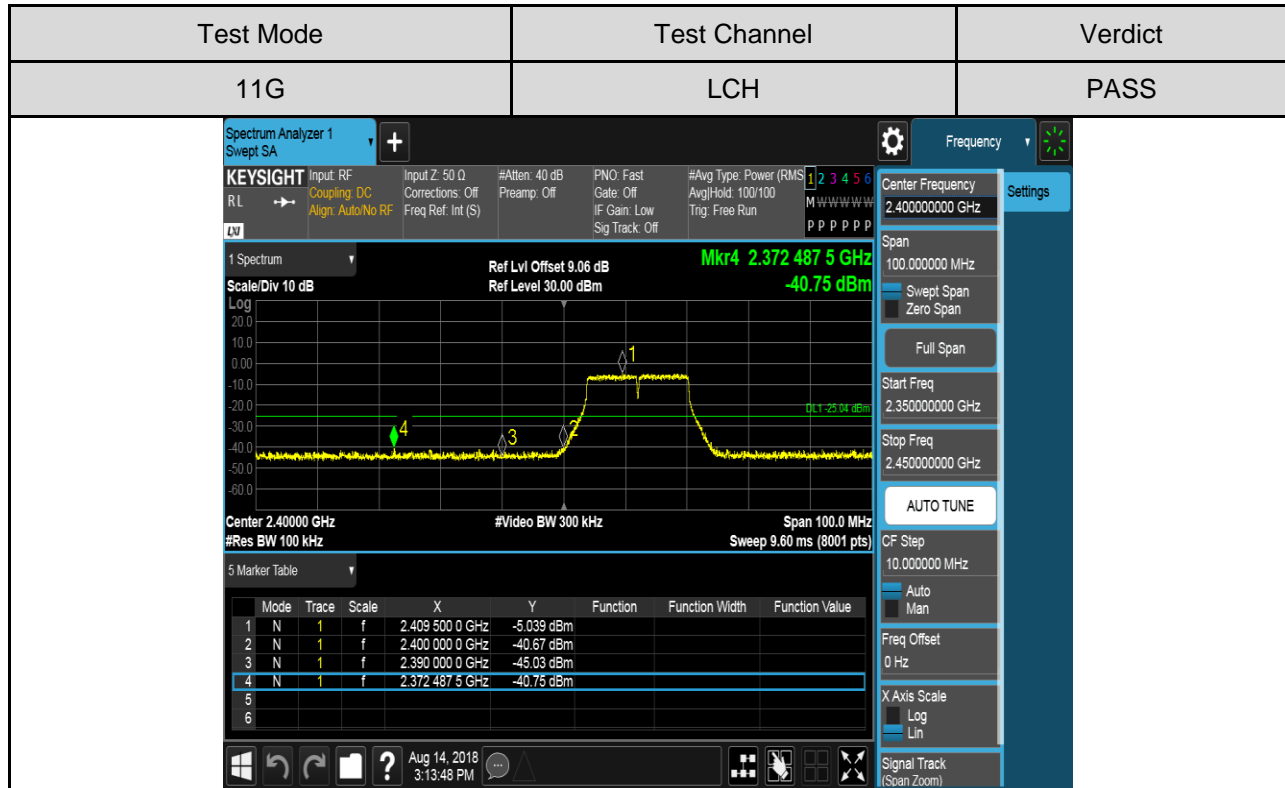 Test Mode Test Channel Verdict
11G LCH PASS
Spectrum Analyzer 1
Swept SA
+
Frequency
KEYSIGHT
RL
LXI
Input: RF
Coupling: DC
Align: Auto/No RF
Input Z: 50 Ω
Corrections: Off
Freq Ref: Int (S)
#Atten: 40 dB
Preamp: Off
PNO: Fast
Gate: Off
IF Gain: Low
Sig Track: Off
#Avg Type: Power (RMS
Avg|Hold: 100/100
Trig: Free Run
1 2 3 4 5 6
M W W W W W
P P P P P P
1 Spectrum
Scale/Div 10 dB
Ref Lvl Offset 9.06 dB
Ref Level 30.00 dBm
Mkr4 2.372 487 5 GHz
-40.75 dBm
Log
20.0
10.0
0.00
-10.0
-20.0
-30.0
-40.0
-50.0
-60.0
1
DL1 -25.04 dBm
4
3
2
Center 2.40000 GHz #Video BW 300 kHz Span 100.0 MHz
#Res BW 100 kHz Sweep 9.60 ms (8001 pts)
5 Marker Table
Mode Trace Scale X Y Function Function Width Function Value
1 N 1 f 2.409 500 0 GHz -5.039 dBm
2 N 1 f 2.400 000 0 GHz -40.67 dBm
3 N 1 f 2.390 000 0 GHz -45.03 dBm
4 N 1 f 2.372 487 5 GHz -40.75 dBm
5
6
?
Aug 14, 2018
3:13:48 PM
Center Frequency
2.400000000 GHz
Settings
Span
100.000000 MHz
Swept Span
Zero Span
Full Span
Start Freq
2.350000000 GHz
Stop Freq
2.450000000 GHz
AUTO TUNE
CF Step
10.000000 MHz
Auto
Man
Freq Offset
0 Hz
X Axis Scale
Log
Lin
Signal Track
(Span Zoom)